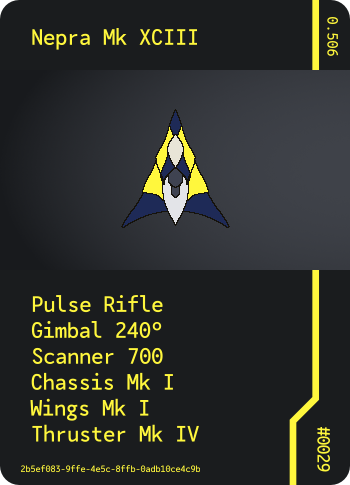 Nepra Mk XCIII
0.506
Pulse Rifle
Gimbal 240°
Scanner 700
Chassis Mk I
Wings Mk I
Thruster Mk IV
#0029
2b5ef083-9ffe-4e5c-8ffb-0adb10ce4c9b